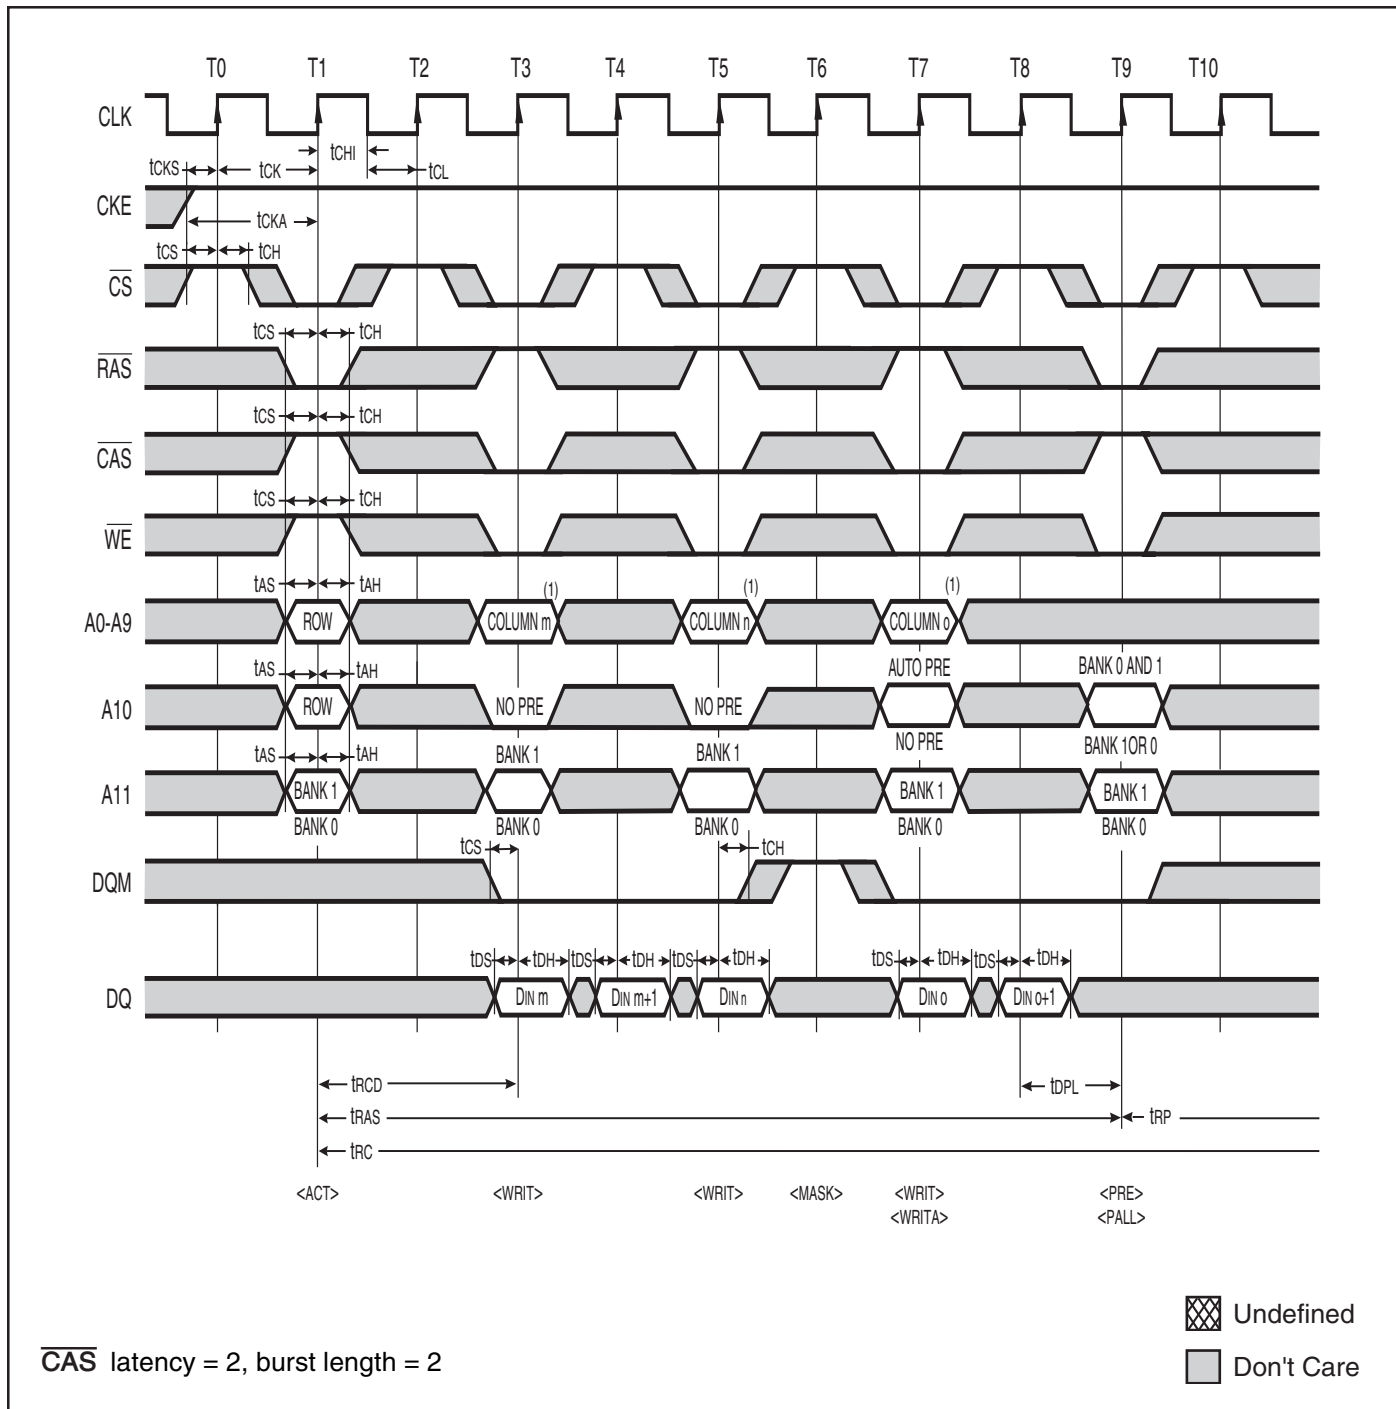 T0 T1 T2 T3 T4 T5 T6 T7 T8 T9 T10
CLK
tCHI
tCKS tCK tCL
CKE
tCKA
tCS tCH
CS
tCS tCH
RAS
tCS tCH
CAS
tCS tCH
WE
tAS tAH (1) (1) (1)
A0-A9 ROW COLUMN m COLUMN n COLUMN o
tAS tAH AUTO PRE BANK 0 AND 1
A10 ROW NO PRE NO PRE
NO PRE BANK 1OR 0
tAS tAH BANK 1 BANK 1
A11 BANK 1 BANK 1 BANK 1
BANK 0 BANK 0 BANK 0 BANK 0 BANK 0
tCS tCH
DQM
tDS tDH tDS tDH tDS tDH tDS tDH tDS tDH
DQ DIN m DIN m+1 DIN n DIN o DIN o+1
tRCD tDPL
tRAS tRP
tRC
<ACT> <WRIT> <WRIT> <MASK> <WRIT> <PRE>
<WRITA> <PALL>
Undefined
CAS latency = 2, burst length = 2
Don't Care